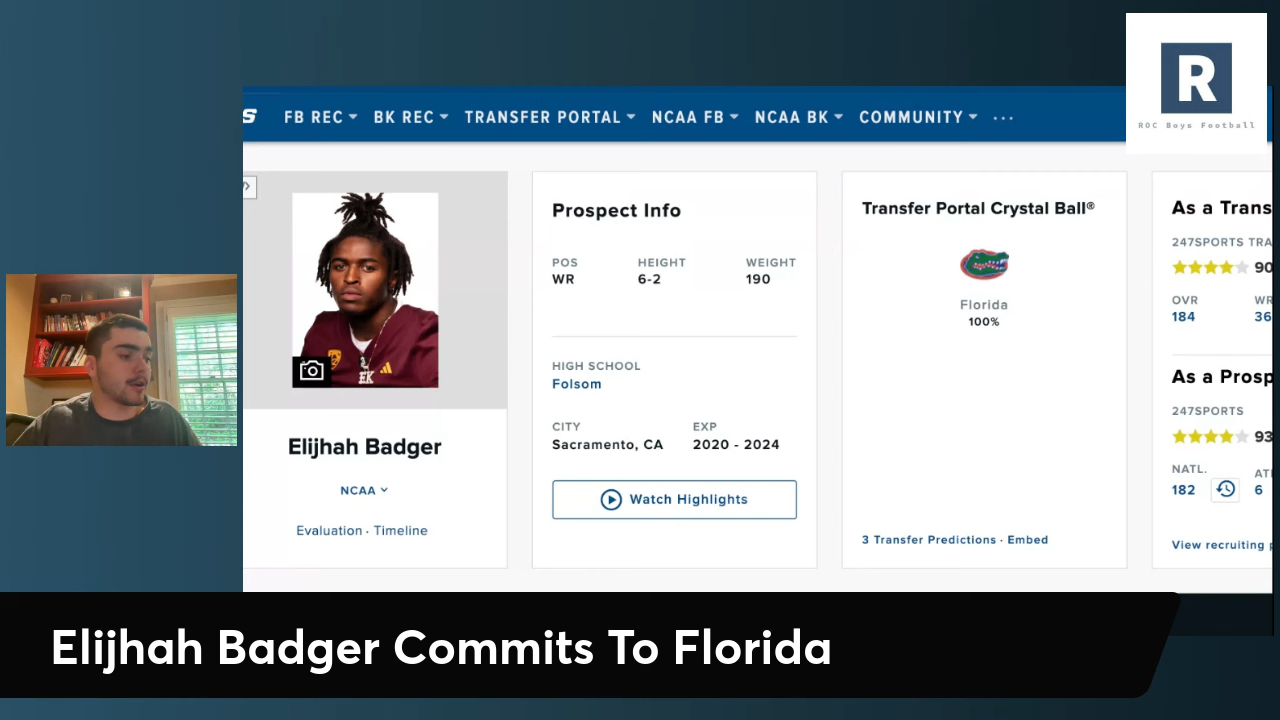 R
ROC Boys Football
S
FB REC
BK REC
TRANSFER PORTAL
NCAA FB
NCAA BK
COMMUNITY
...
Elijhah Badger
NCAA
Evaluation · Timeline
EK
Prospect Info
POS HEIGHT WEIGHT
WR 6-2 190
HIGH SCHOOL
Folsom
CITY EXP
Sacramento, CA 2020 - 2024
Watch Highlights
Transfer Portal Crystal Ball®
Florida
100%
3 Transfer Predictions · Embed
As a Trans
247SPORTS TRA
90
OVR WR
184 36
As a Prosp
247SPORTS
93
NATL. AT
182 6
View recruiting p
Elijhah Badger Commits To Florida